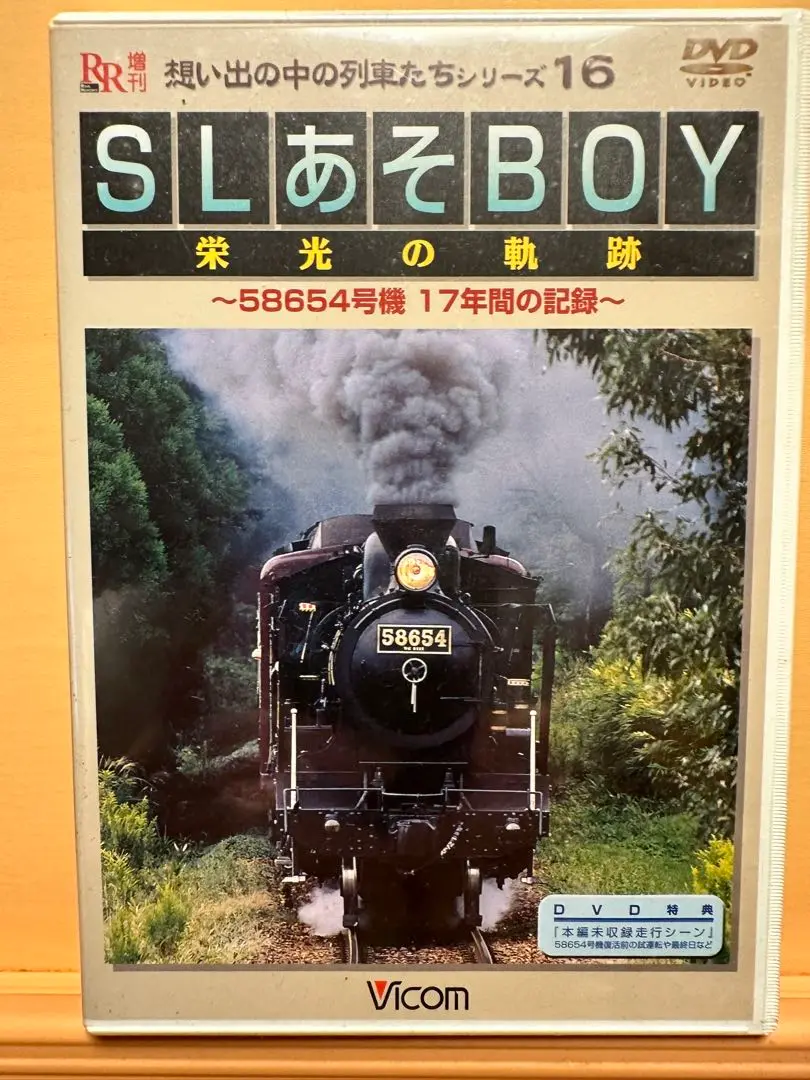 RR 増刊 想い出の中の列車たちシリーズ16
DVD
VIDEO
SLあそBOY
栄光の軌跡
〜58654号機 17年間の記録〜
58654
DVD特典
『本編未収録走行シーン』
58654号機復活前の試運転や最終日など
Vicom